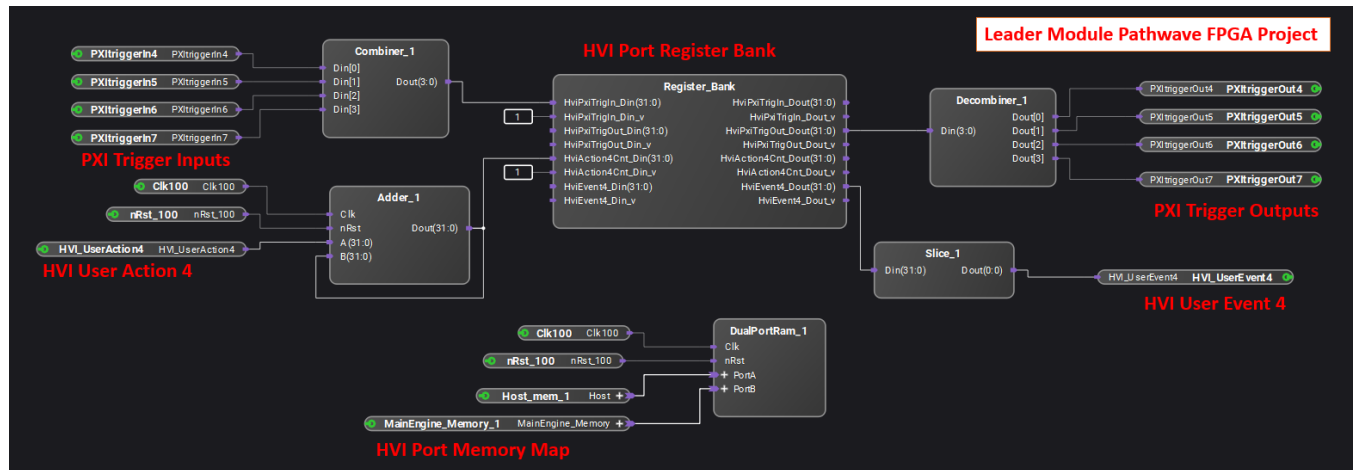 Leader Module Pathwave FPGA Project
HVI Port Register Bank
PXItriggerIn4 PXItriggerIn4
PXItriggerIn5 PXItriggerIn5
PXItriggerIn6 PXItriggerIn6
PXItriggerIn7 PXItriggerIn7
PXI Trigger Inputs
Combiner_1
Din[0]
Din[1] Dout(3:0)
Din[2]
Din[3]
Clk100 Clk100
nRst_100 nRst_100
HVI_UserAction4 HVI_UserAction4
HVI User Action 4
Adder_1
Clk
nRst Dout(31:0)
A(31:0)
B(31:0)
1
1
Register_Bank
HviPxiTrigIn_Din(31:0) HviPxiTrigIn_Dout(31:0)
HviPxiTrigIn_Din_v HviPxiTrigIn_Dout_v
HviPxiTrigOut_Din(31:0) HviPxiTrigOut_Dout(31:0)
HviPxiTrigOut_Din_v HviPxiTrigOut_Dout_v
HviAction4Cnt_Din(31:0) HviAction4Cnt_Dout(31:0)
HviAction4Cnt_Din_v HviAction4Cnt_Dout_v
HviEvent4_Din(31:0) HviEvent4_Dout(31:0)
HviEvent4_Din_v HviEvent4_Dout_v
Decombiner_1
Dout[0]
Din(3:0) Dout[1]
Dout[2]
Dout[3]
PXItriggerOut4 PXItriggerOut4
PXItriggerOut5 PXItriggerOut5
PXItriggerOut6 PXItriggerOut6
PXItriggerOut7 PXItriggerOut7
PXI Trigger Outputs
Slice_1
Din(31:0) Dout(0:0)
HVI_UserEvent4 HVI_UserEvent4
HVI User Event 4
Clk100 Clk100
nRst_100 nRst_100
Host_mem_1 Host +
MainEngine_Memory_1 MainEngine_Memory +
HVI Port Memory Map
DualPortRam_1
Clk
nRst
+ PortA
+ PortB